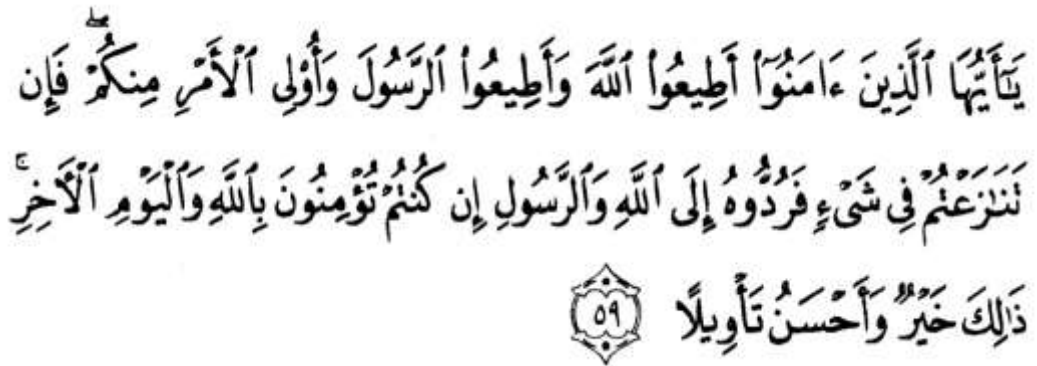 يَٰٓأَيُّهَا ٱلَّذِينَ ءَامَنُوٓا۟ أَطِيعُوا۟ ٱللَّهَ وَأَطِيعُوا۟ ٱلرَّسُولَ وَأُو۟لِى ٱلْأَمْرِ مِنكُمْ ۖ فَإِن
تَنَٰزَعْتُمْ فِى شَىْءٍ فَرُدُّوهُ إِلَى ٱللَّهِ وَٱلرَّسُولِ إِن كُنتُمْ تُؤْمِنُونَ بِٱللَّهِ وَٱلْيَوْمِ ٱلْءَاخِرِ ۚ
ذَٰلِكَ خَيْرٌ وَأَحْسَنُ تَأْوِيلًا ٥٩